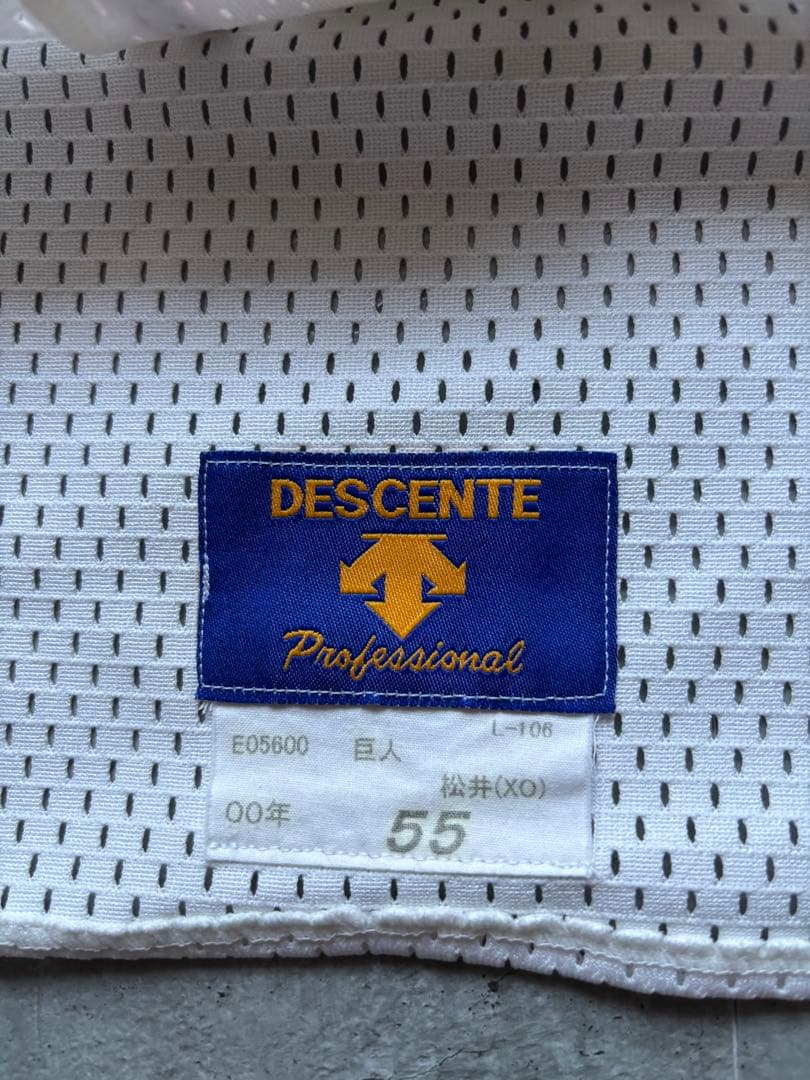 DESCENTE
Professional
L-106
E05600 巨人
松井(XO)
00年 55